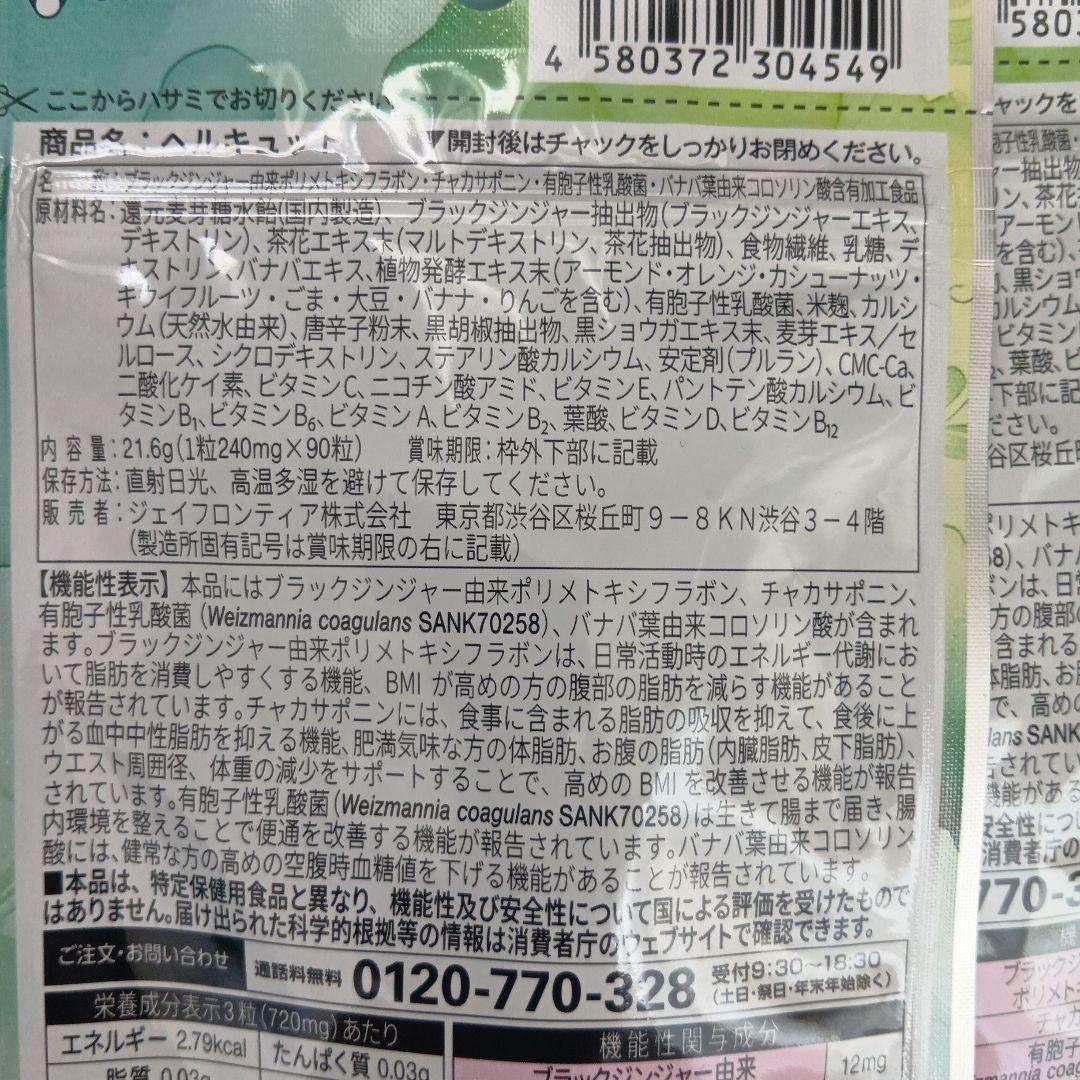 4 580372 304549
ここからハサミでお切りください
商品名：ヘルキュット ▼開封後はチャックをしっかりお閉めください。
名 称：ブラックジンジャー由来ポリメトキシフラボン・チャカサポニン・有胞子性乳酸菌・バナバ葉由来コロソリン酸含有加工食品
原材料名：還元麦芽糖水飴(国内製造)、ブラックジンジャー抽出物(ブラックジンジャーエキス、
デキストリン)、茶花エキス末(マルトデキストリン、茶花抽出物)、食物繊維、乳糖、デ
キストリン・バナバエキス、植物発酵エキス末(アーモンド・オレンジ・カシューナッツ・
キウイフルーツ・ごま・大豆・バナナ・りんごを含む)、有胞子性乳酸菌、米麹、カルシ
ウム(天然水由来)、唐辛子粉末、黒胡椒抽出物、黒ショウガエキス末、麦芽エキス/セ
ルロース、シクロデキストリン、ステアリン酸カルシウム、安定剤(プルラン)、CMC-Ca、
二酸化ケイ素、ビタミンC、ニコチン酸アミド、ビタミンE、パントテン酸カルシウム、ビ
タミンB₁、ビタミンB₆、ビタミンA、ビタミンB₂、葉酸、ビタミンD、ビタミンB₁₂
内容量：21.6g(1粒240mg×90粒) 賞味期限：枠外下部に記載
保存方法：直射日光、高温多湿を避けて保存してください。
販売者：ジェイフロンティア株式会社 東京都渋谷区桜丘町9－8KN渋谷3－4階
(製造所固有記号は賞味期限の右に記載)
【機能性表示】本品にはブラックジンジャー由来ポリメトキシフラボン、チャカサポニン、
有胞子性乳酸菌(Weizmannia coagulans SANK70258)、バナバ葉由来コロソリン酸が含まれ
ます。ブラックジンジャー由来ポリメトキシフラボンは、日常活動時のエネルギー代謝にお
いて脂肪を消費しやすくする機能、BMIが高めの方の腹部の脂肪を減らす機能があること
が報告されています。チャカサポニンには、食事に含まれる脂肪の吸収を抑えて、食後に上
がる血中中性脂肪を抑える機能、肥満気味な方の体脂肪、お腹の脂肪(内臓脂肪、皮下脂肪)、
ウエスト周囲径、体重の減少をサポートすることで、高めのBMIを改善させる機能が報告
されています。有胞子性乳酸菌(Weizmannia coagulans SANK70258)は生きて腸まで届き、腸
内環境を整えることで便通を改善する機能が報告されています。バナバ葉由来コロソリン
酸には、健常な方の高めの空腹時血糖値を下げる機能があることが報告されています。
■本品は、特定保健用食品と異なり、機能性及び安全性について国による評価を受けたもので
はありません。届け出られた科学的根拠等の情報は消費者庁のウェブサイトで確認できます。
ご注文・お問い合わせ 通話料無料 0120-770-328 受付9:30～18:30
(土日・祭日・年末年始除く)
栄養成分表示3粒(720mg)あたり
エネルギー 2.79kcal たんぱく質 0.03g
脂質 0.03g
機能性関与成分
ブラックジンジャー由来 12mg